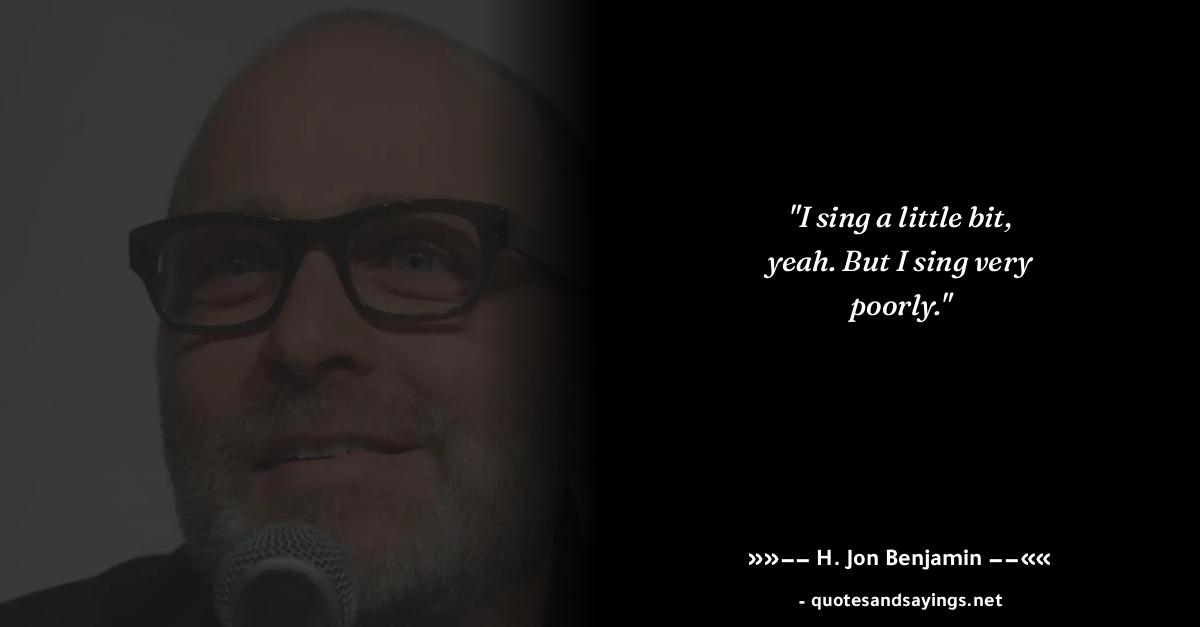 "I sing a little bit,
yeah. But I sing very
poorly."
»»−− H. Jon Benjamin −−««
- quotesandsayings.net